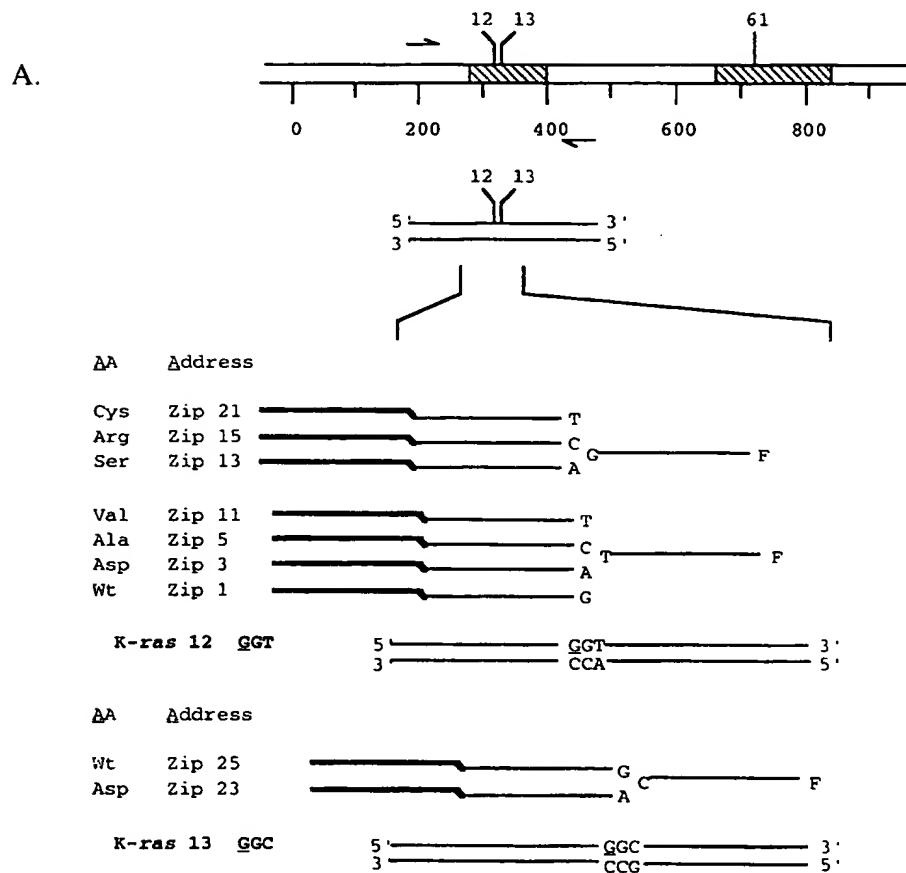 12 13 61
A.
0 200 400 600 800
12 13
5' 3'
3 5'
AA Address
Cys Zip 21 T
Arg Zip 15 C
G F
Ser Zip 13 A
Val Zip 11 T
Ala Zip 5 C
T F
Asp Zip 3 A
Wt Zip 1 G
K-ras 12 GGT 5 GGT 3'
3 CCA 5'
AA Address
Wt Zip 25 G
C F
Asp Zip 23 A
K-ras 13 GGC 5' GGC 3'
3 CCG 5'